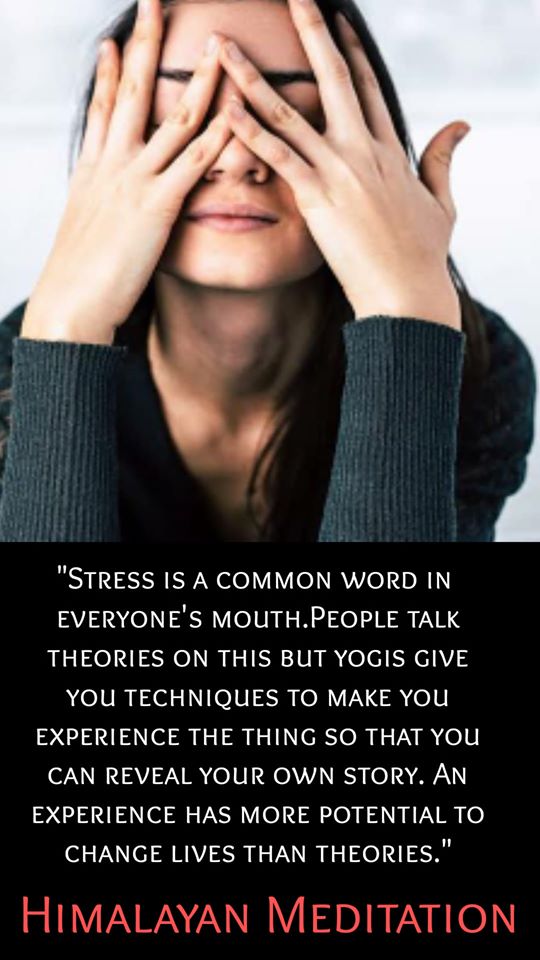 "Stress is a common word in
everyone's mouth.People talk
theories on this but yogis give
you techniques to make you
experience the thing so that you
can reveal your own story. An
experience has more potential to
change lives than theories."
Himalayan Meditation